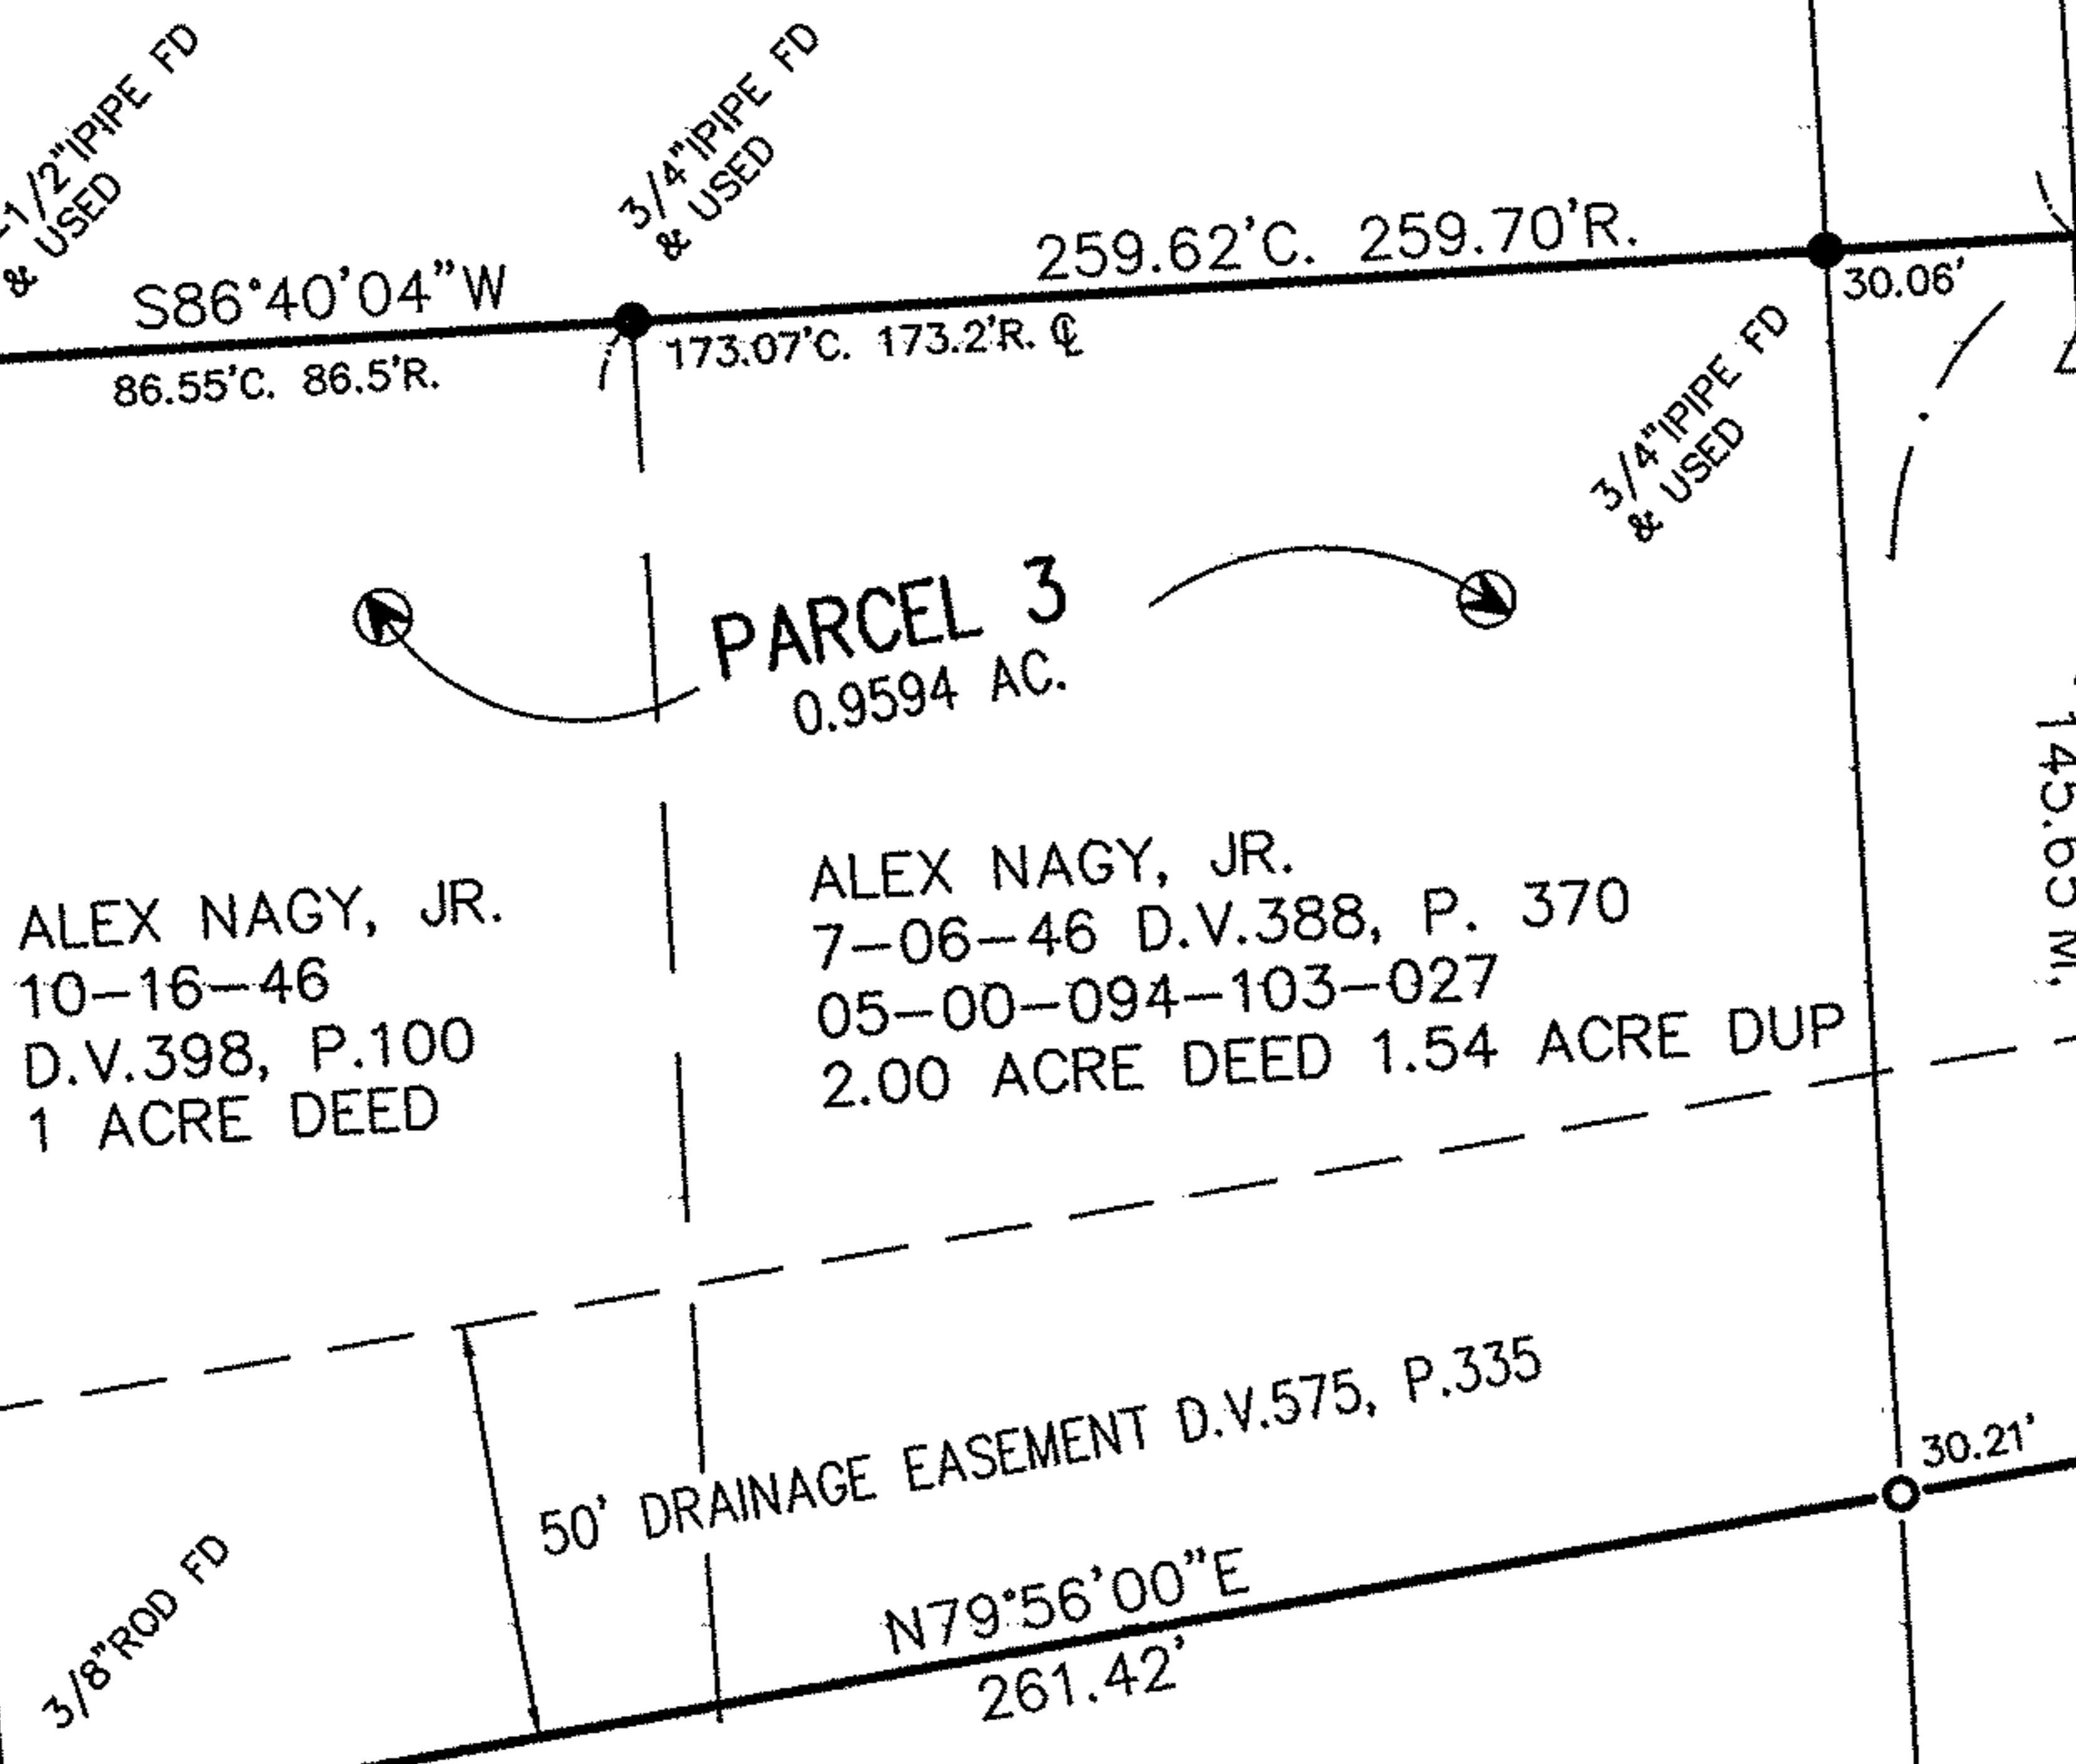 1/2"IPIPE FD
& USED
3/4"IPIPE FD
& USED
S86°40'04"W
259.62'C. 259.70'R.
86.55'C. 86.5'R.
173.07'C. 173.2'R. ℄
30.06'
3/4"IPIPE FD
& USED
PARCEL 3
0.9594 AC.
145.65'M.
ALEX NAGY, JR.
10-16-46
D.V.398, P.100
1 ACRE DEED
ALEX NAGY, JR.
7-06-46 D.V.388, P. 370
05-00-094-103-027
2.00 ACRE DEED 1.54 ACRE DUP
50' DRAINAGE EASEMENT D.V.575, P.335
30.21'
3/8"ROD FD
N79°56'00"E
261.42'